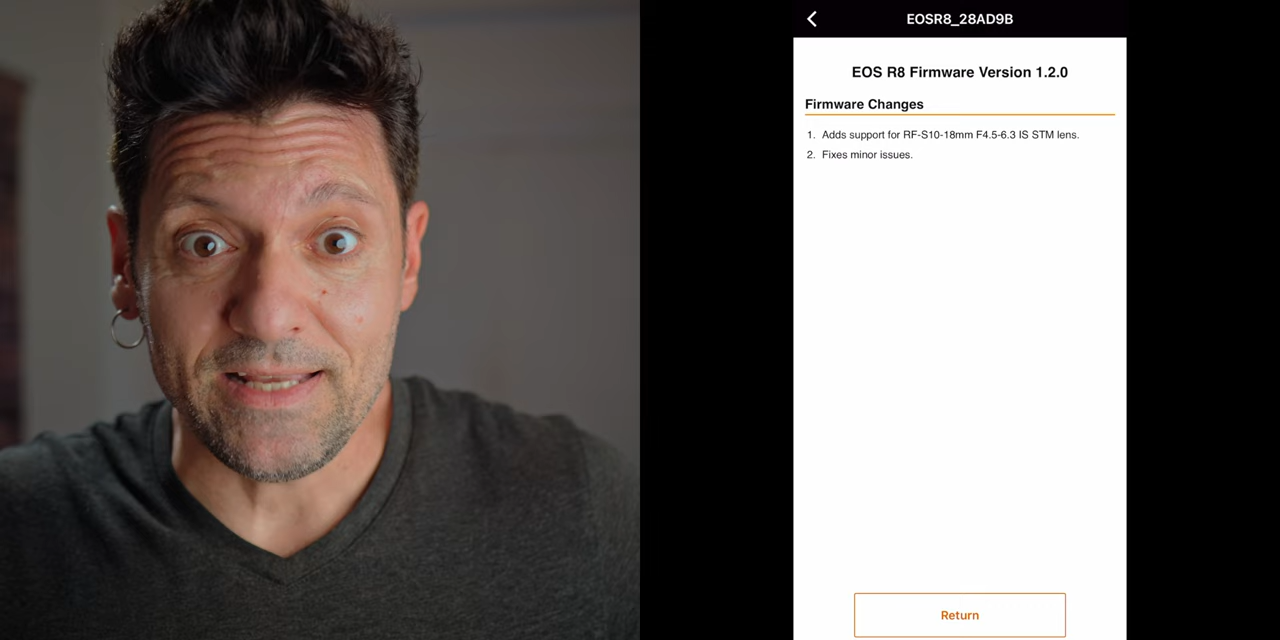 EOSR8_28AD9B
EOS R8 Firmware Version 1.2.0
Firmware Changes
1. Adds support for RF-S10-18mm F4.5-6.3 IS STM lens.
2. Fixes minor issues.
Return